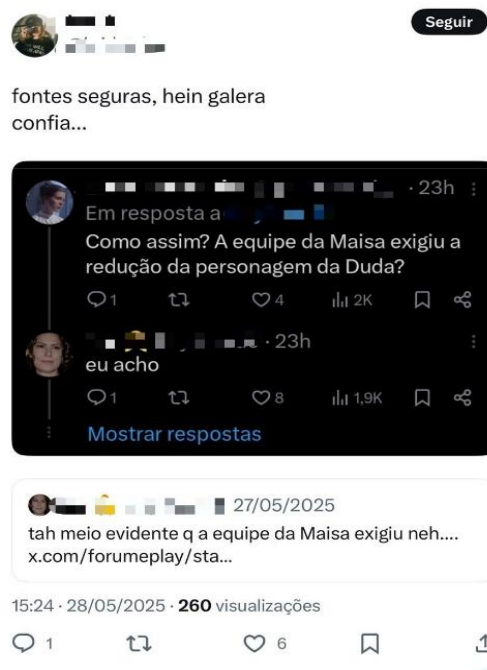 Seguir
fontes seguras, hein galera
confia...
· 23h
Em resposta a
Como assim? A equipe da Maisa exigiu a
redução da personagem da Duda?
1 4 2K
· 23h
eu acho
1 8 1,9K
Mostrar respostas
27/05/2025
tah meio evidente q a equipe da Maisa exigiu neh....
x.com/forumeplay/sta...
15:24 · 28/05/2025 · 260 visualizações
1 6